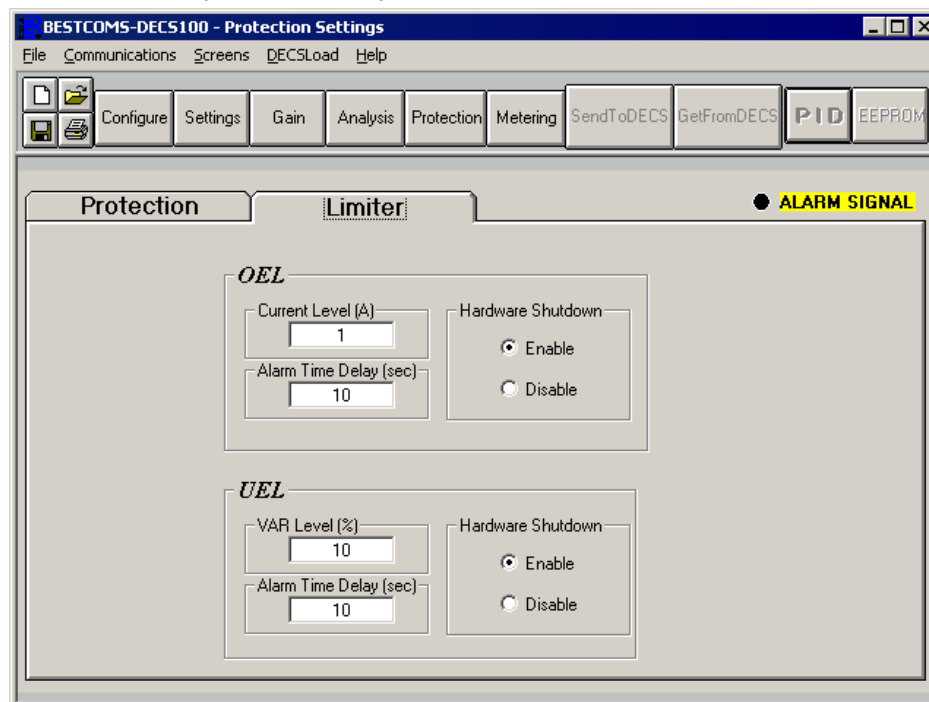 BESTCOMS-DECS100 - Protection Settings
File Communications Screens DECSLoad Help
Configure Settings Gain Analysis Protection Metering SendToDECS GetFromDECS PID EEPROM
Protection Limiter ALARM SIGNAL
OEL
Current Level (A) Hardware Shutdown
1
Enable
Alarm Time Delay (sec)
10 Disable
UEL
VAR Level (%) Hardware Shutdown
10
Enable
Alarm Time Delay (sec)
10 Disable